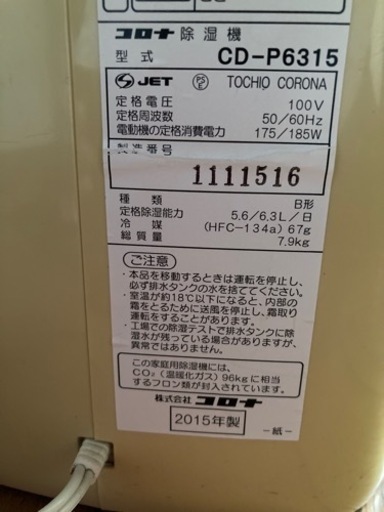 コロナ 除湿機
型式 CD-P6315
JET PSE TOCHIO CORONA
定格電圧 100V
定格周波数 50/60Hz
電動機の定格消費電力 175/185W
製造番号
1111516
種類 B形
定格除湿能力 5.6/6.3L/日
冷媒 (HFC-134a) 67g
総質量 7.9kg
ご注意
・本品を移動するときは運転を停止し、
必ず排水タンクの水を捨ててください。
・室温が約18℃以下になると、内部の
霜をとるために送風を停止し、霜取り
運転をすることがあります。
・工場での除湿テストで排水タンクに除
湿水が残っている場合がありますが、
異常ではありません。
この家庭用除湿機には、
CO₂(温暖化ガス)96kgに相当
するフロン類が封入されています。
株式会社 コロナ
2015年製
-紙-